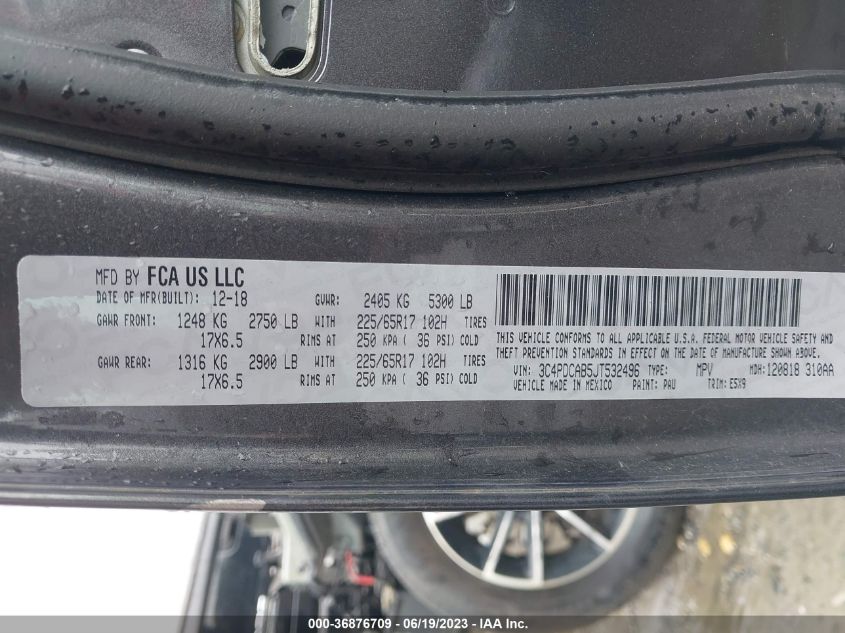 MFD BY FCA US LLC
DATE OF MFR(BUILT): 12-18 GVWR: 2405 KG 5300 LB
GAWR FRONT: 1248 KG 2750 LB WITH 225/65R17 102H TIRES
17X6.5 RIMS AT 250 KPA ( 36 PSI) COLD
GAWR REAR: 1316 KG 2900 LB WITH 225/65R17 102H TIRES
17X6.5 RIMS AT 250 KPA ( 36 PSI) COLD
THIS VEHICLE CONFORMS TO ALL APPLICABLE U.S.A. FEDERAL MOTOR VEHICLE SAFETY AND
THEFT PREVENTION STANDARDS IN EFFECT ON THE DATE OF MANUFACTURE SHOWN ABOVE.
VIN: 3C4PDCAB5JT532496 TYPE: MPV MDH: 120818 310AA
VEHICLE MADE IN MEXICO PAINT: PAU TRIM: E5X9
000-36876709 - 06/19/2023 - IAA Inc.